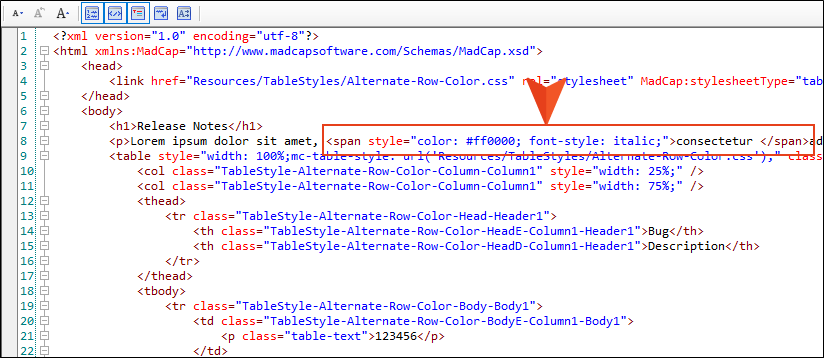 A A A
1 <?xml version="1.0" encoding="utf-8"?>
2 <html xmlns:MadCap="http://www.madcapsoftware.com/Schemas/MadCap.xsd">
3 <head>
4 <link href="Resources/TableStyles/Alternate-Row-Color.css" rel="stylesheet" MadCap:stylesheetType="tab
5 </head>
6 <body>
7 <h1>Release Notes</h1>
8 <p>Lorem ipsum dolor sit amet, <span style="color: #ff0000; font-style: italic;">consectetur </span>ad
9 <table style="width: 100%;mc-table-style: url('Resources/TableStyles/Alternate-Row-Color.css');" clas
10 <col class="TableStyle-Alternate-Row-Color-Column-Column1" style="width: 25%;" />
11 <col class="TableStyle-Alternate-Row-Color-Column-Column1" style="width: 75%;" />
12 <thead>
13 <tr class="TableStyle-Alternate-Row-Color-Head-Header1">
14 <th class="TableStyle-Alternate-Row-Color-HeadE-Column1-Header1">Bug</th>
15 <th class="TableStyle-Alternate-Row-Color-HeadD-Column1-Header1">Description</th>
16 </tr>
17 </thead>
18 <tbody>
19 <tr class="TableStyle-Alternate-Row-Color-Body-Body1">
20 <td class="TableStyle-Alternate-Row-Color-BodyE-Column1-Body1">
21 <p class="table-text">123456</p>
22 </td>